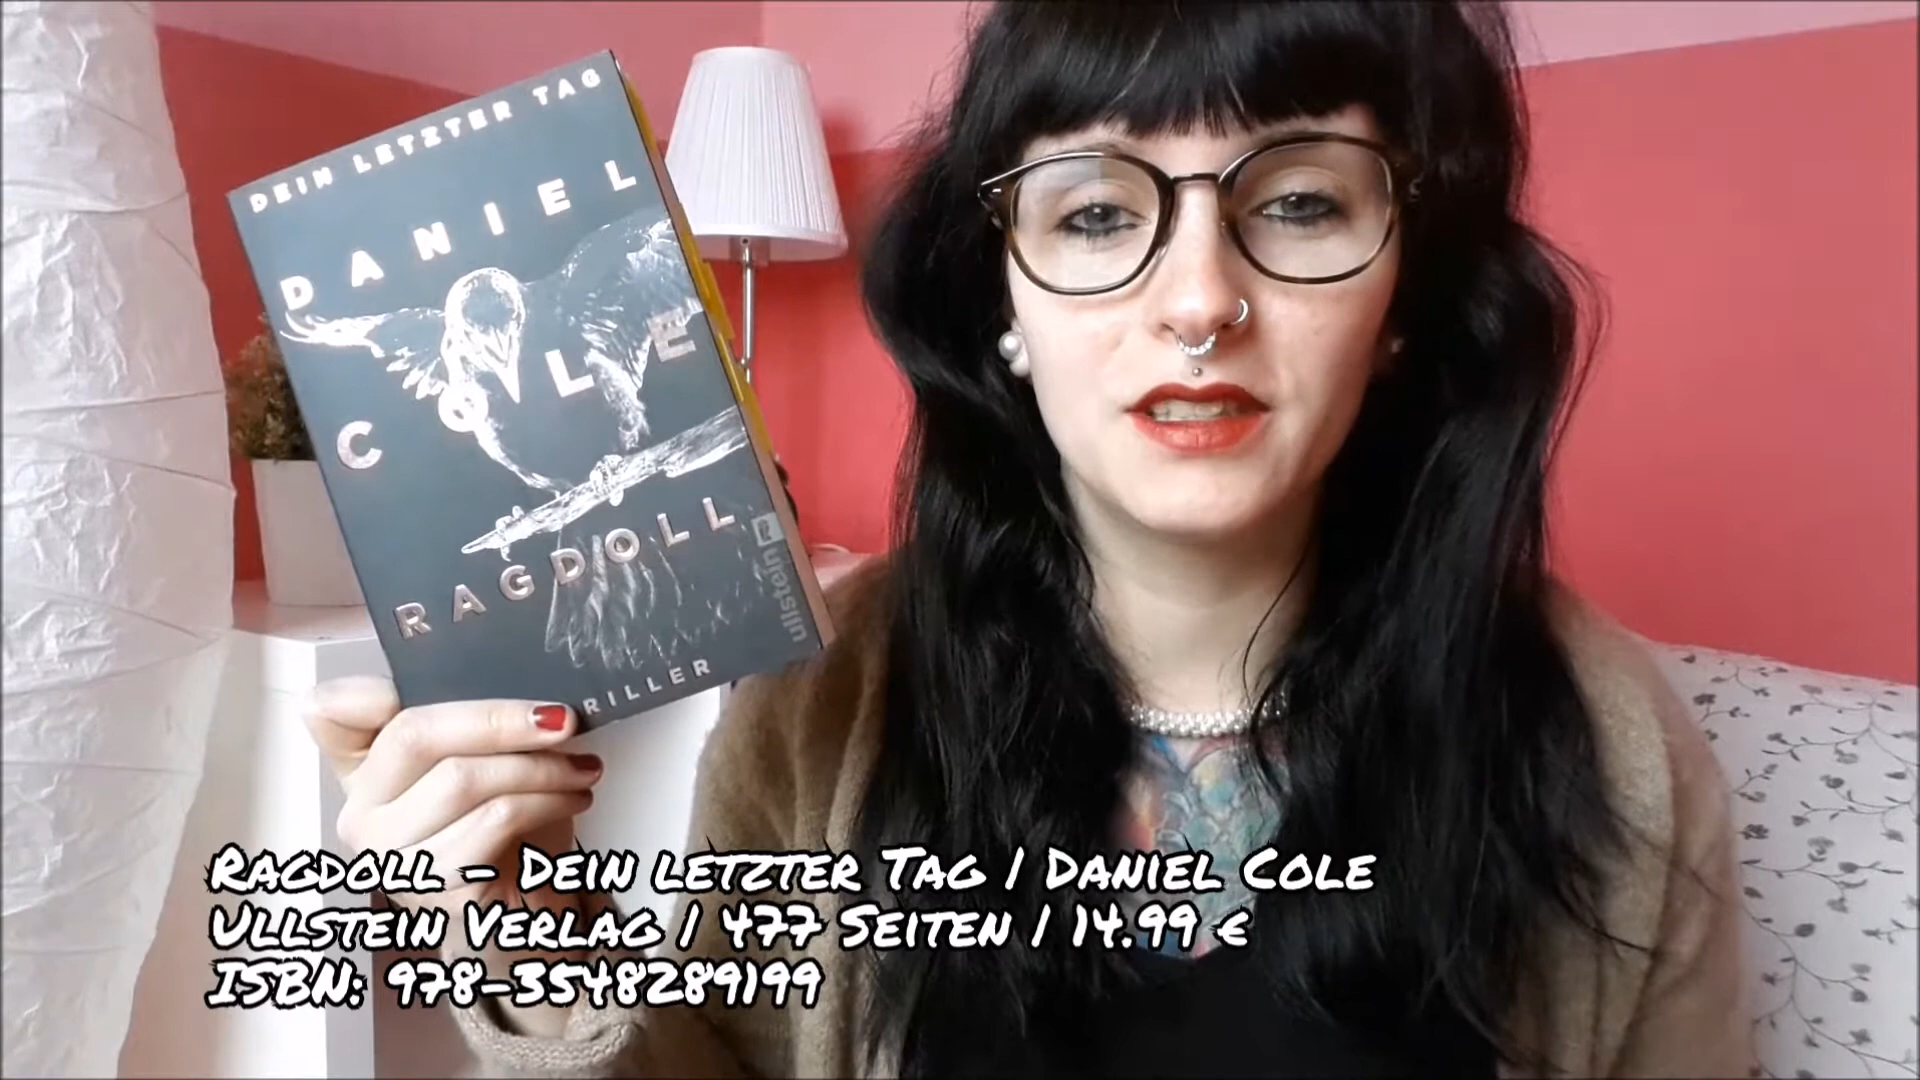 DEIN LETZTER TAG
DANIEL
COLE
RAGDOLL
ullstein
RILLER
RAGDOLL – DEIN LETZTER TAG | DANIEL COLE
ULLSTEIN VERLAG | 477 SEITEN | 14.99 €
ISBN: 978-3548289199